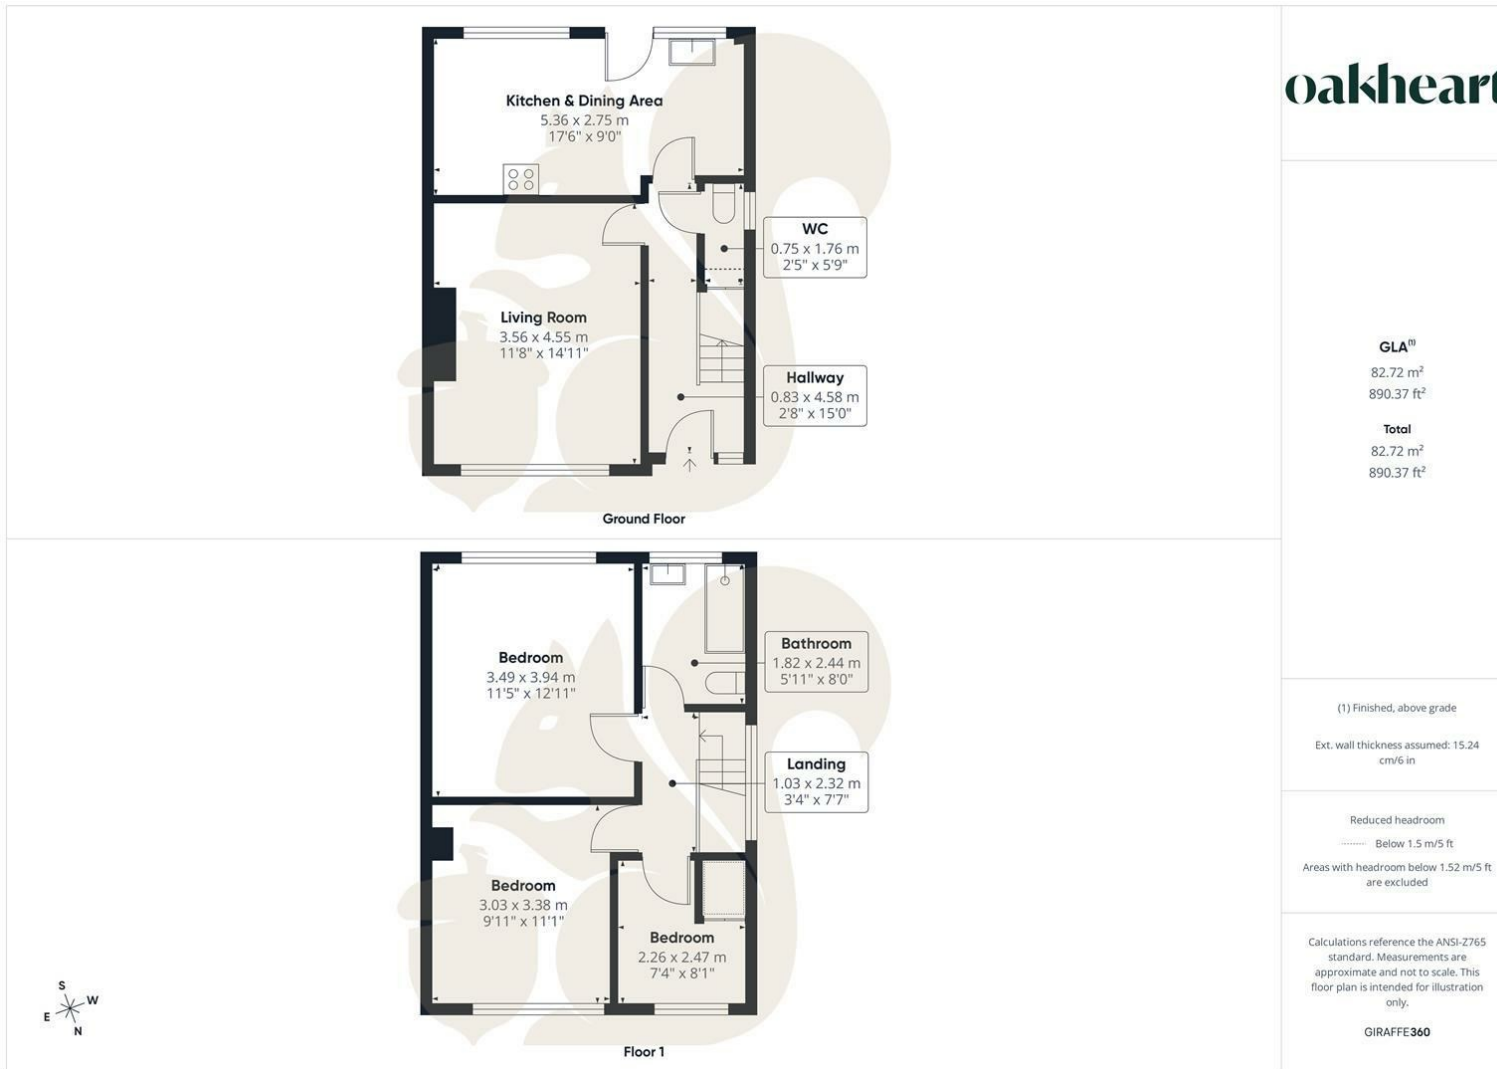 Kitchen & Dining Area
5.36 x 2.75 m
17'6" x 9'0"
WC
0.75 x 1.76 m
2'5" x 5'9"
Living Room
3.56 x 4.55 m
11'8" x 14'11"
Hallway
0.83 x 4.58 m
2'8" x 15'0"
Ground Floor
Bedroom
3.49 x 3.94 m
11'5" x 12'11"
Bathroom
1.82 x 2.44 m
5'11" x 8'0"
Landing
1.03 x 2.32 m
3'4" x 7'7"
Bedroom
3.03 x 3.38 m
9'11" x 11'1"
Bedroom
2.26 x 2.47 m
7'4" x 8'1"
Floor 1
S
W
E
N
oakheart
GLA(1)
82.72 m²
890.37 ft²
Total
82.72 m²
890.37 ft²
(1) Finished, above grade
Ext. wall thickness assumed: 15.24
cm/6 in
Reduced headroom
Below 1.5 m/5 ft
Areas with headroom below 1.52 m/5 ft
are excluded
Calculations reference the ANSI-Z765
standard. Measurements are
approximate and not to scale. This
floor plan is intended for illustration
only.
GIRAFFE360